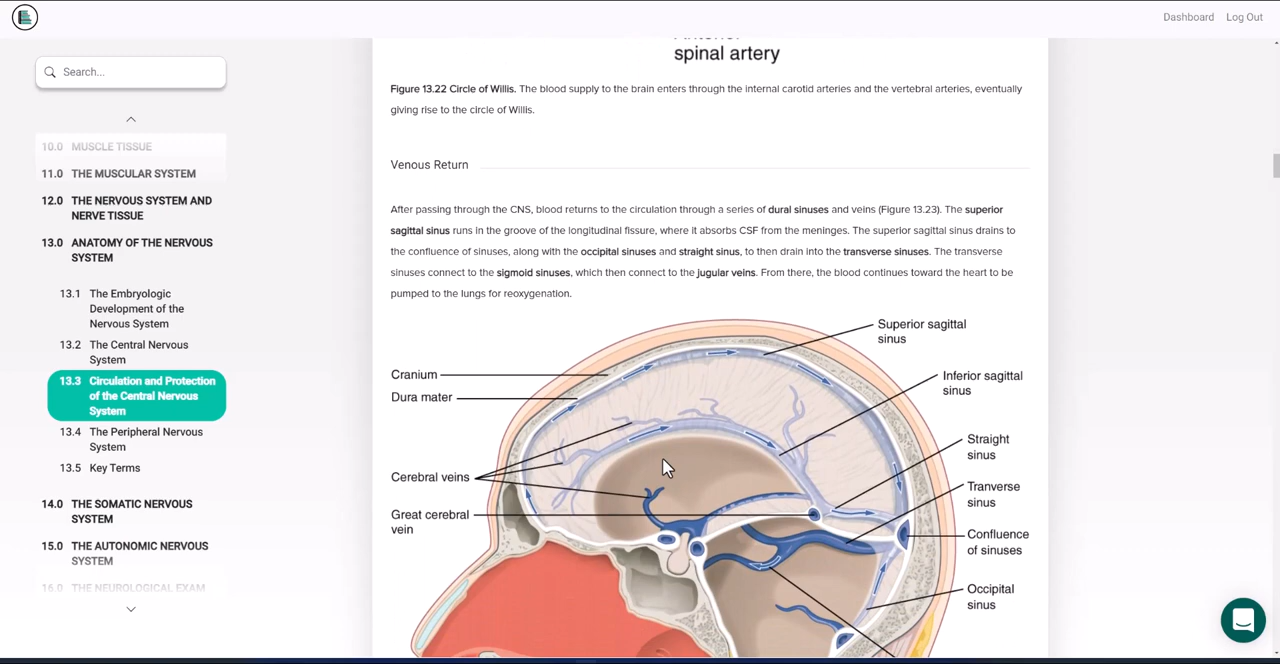 Dashboard Log Out
Search...
10.0 MUSCLE TISSUE
11.0 THE MUSCULAR SYSTEM
12.0 THE NERVOUS SYSTEM AND
NERVE TISSUE
13.0 ANATOMY OF THE NERVOUS
SYSTEM
13.1 The Embryologic
Development of the
Nervous System
13.2 The Central Nervous
System
13.3 Circulation and Protection
of the Central Nervous
System
13.4 The Peripheral Nervous
System
13.5 Key Terms
14.0 THE SOMATIC NERVOUS
SYSTEM
15.0 THE AUTONOMIC NERVOUS
SYSTEM
16.0 THE NEUROLOGICAL EXAM
spinal artery
Figure 13.22 Circle of Willis. The blood supply to the brain enters through the internal carotid arteries and the vertebral arteries, eventually
giving rise to the circle of Willis.
Venous Return
After passing through the CNS, blood returns to the circulation through a series of dural sinuses and veins (Figure 13.23). The superior
sagittal sinus runs in the groove of the longitudinal fissure, where it absorbs CSF from the meninges. The superior sagittal sinus drains to
the confluence of sinuses, along with the occipital sinuses and straight sinus, to then drain into the transverse sinuses. The transverse
sinuses connect to the sigmoid sinuses, which then connect to the jugular veins. From there, the blood continues toward the heart to be
pumped to the lungs for reoxygenation.
Superior sagittal
sinus
Cranium
Inferior sagittal
sinus
Dura mater
Straight
sinus
Cerebral veins
Tranverse
sinus
Great cerebral
vein
Confluence
of sinuses
Occipital
sinus